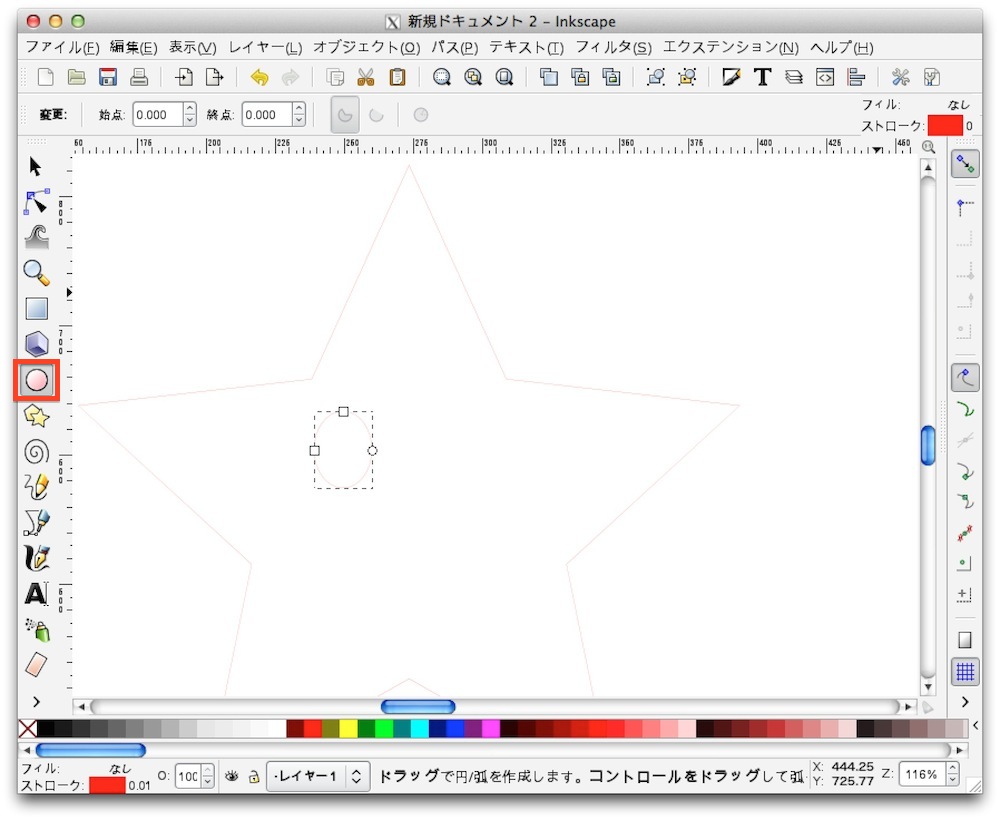 新規ドキュメント 2 – Inkscape
ファイル(F) 編集(E) 表示(V) レイヤー(L) オブジェクト(O) パス(P) テキスト(T) フィルタ(S) エクステンション(N) ヘルプ(H)
変更: 始点: 0.000 終点: 0.000
フィル: なし
ストローク: 0
175 200 225 250 275 300 325 350 375 400 425 450
800
700
600
フィル: なし
ストローク: 0.01
O: 100
·レイヤー1
ドラッグで円/弧を作成します。コントロールをドラッグして弧
X: 444.25
Y: 725.77
Z: 116%